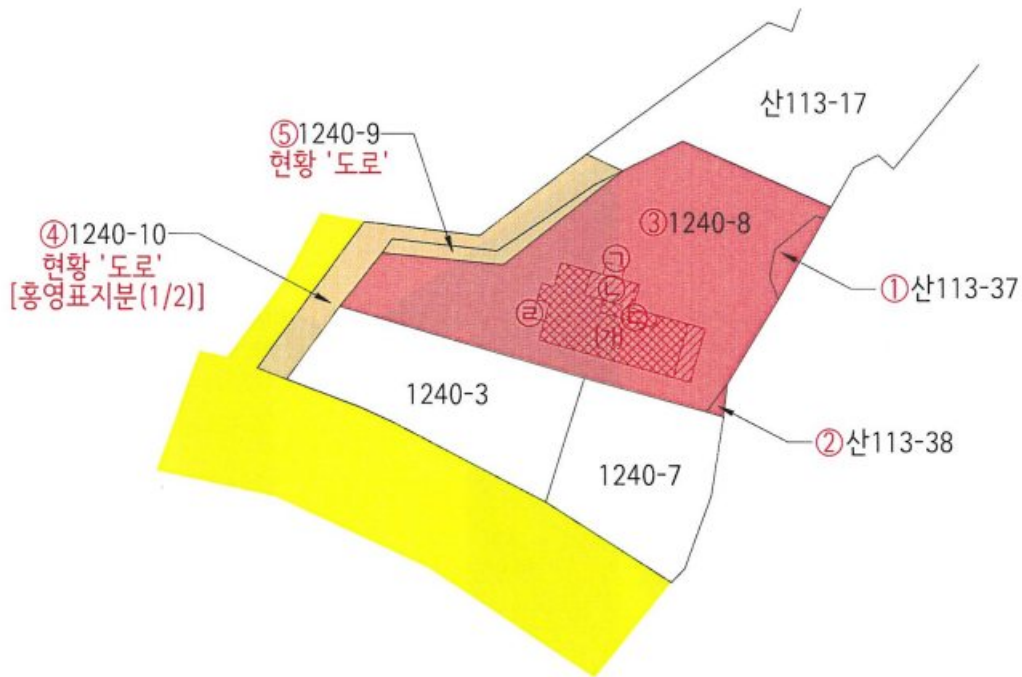 산113-17
⑤1240-9
현황 '도로'
④1240-10
현황 '도로'
[홍영표지분(1/2)]
③1240-8
①산113-37
㉠
㉡
㉢
㉣
(가)
1240-3
②산113-38
1240-7